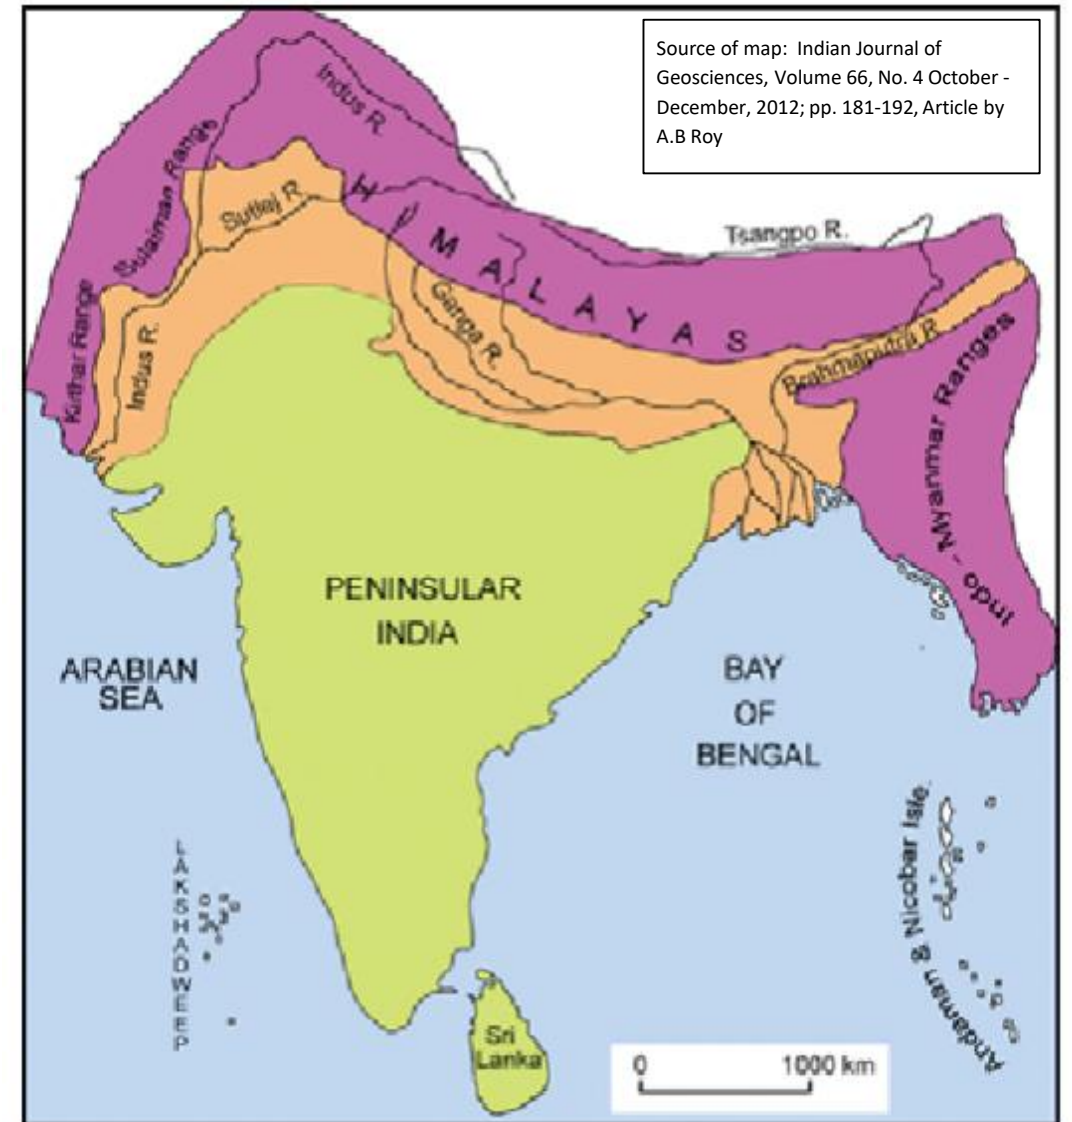 Source of map: Indian Journal of
Geosciences, Volume 66, No. 4 October -
December, 2012; pp. 181-192, Article by
A.B Roy
Indus R.
Sulaiman Range
Sutlej R.
HIMALAYAS
Tsangpo R.
Kirthar Range
Indus R.
Ganga R.
Brahmaputra R.
Indo - Myanmar Ranges
PENINSULAR
INDIA
ARABIAN
SEA
BAY
OF
BENGAL
LAKSHADWEEP
Andaman & Nicobar Isle.
Sri
Lanka
0 1000 km